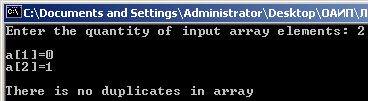 C:\Documents and Settings\Administrator\Desktop\ОАИП\Л
Enter the quantity of input array elements: 2
a[1]=0
a[2]=1
There is no duplicates in array